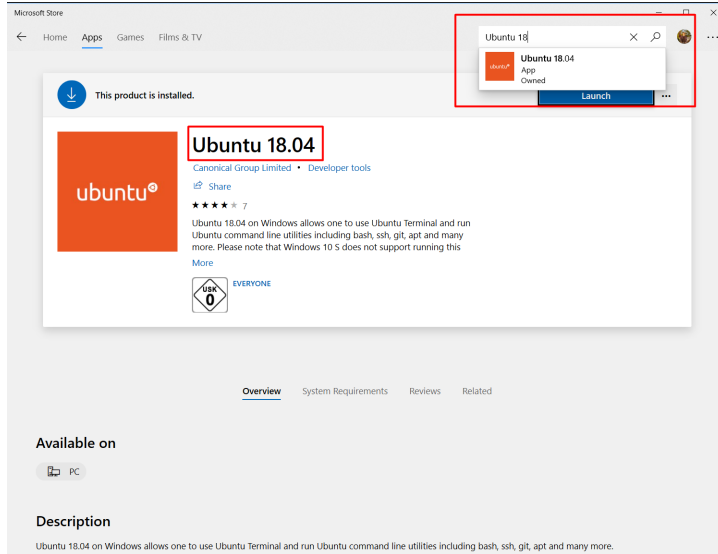 Microsoft Store
Home Apps Games Films & TV
Ubuntu 18
ubuntu
Ubuntu 18.04
App
Owned
This product is installed.
Launch
ubuntu
Ubuntu 18.04
Canonical Group Limited • Developer tools
Share
7
Ubuntu 18.04 on Windows allows one to use Ubuntu Terminal and run
Ubuntu command line utilities including bash, ssh, git, apt and many
more. Please note that Windows 10 S does not support running this
More
USK
0
EVERYONE
Overview System Requirements Reviews Related
Available on
PC
Description
Ubuntu 18.04 on Windows allows one to use Ubuntu Terminal and run Ubuntu command line utilities including bash, ssh, git, apt and many more.